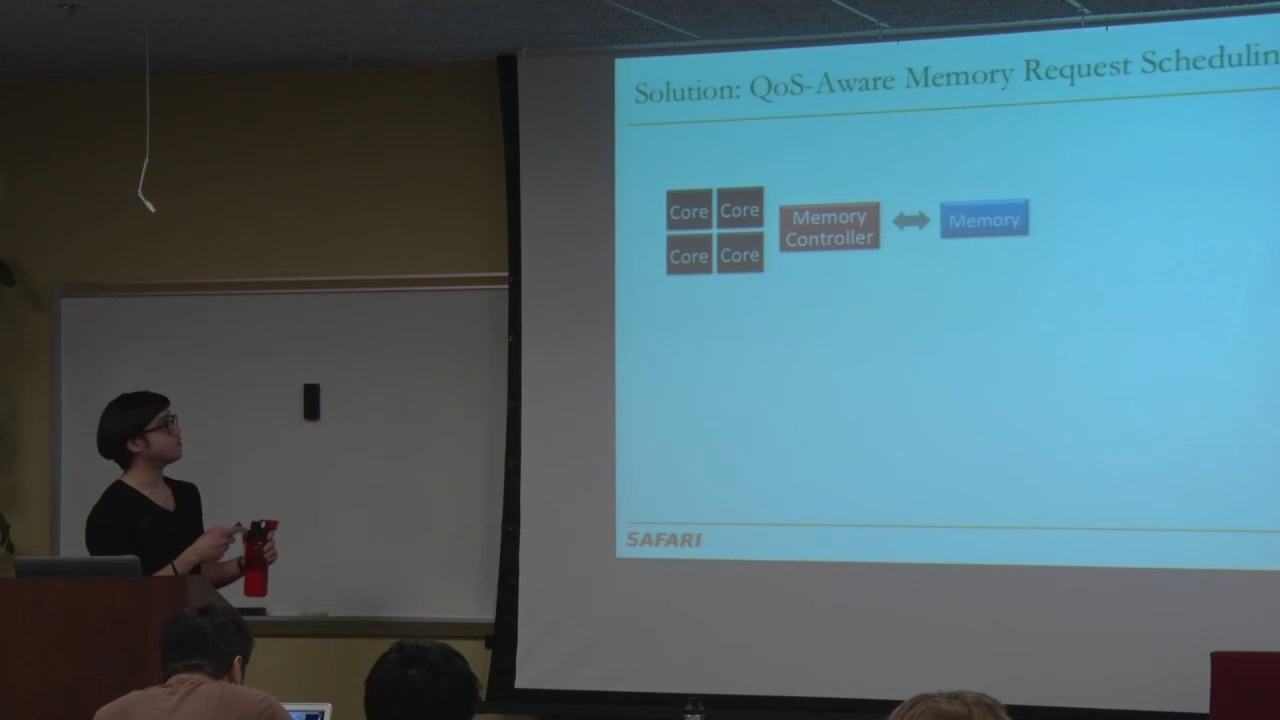 Solution: QoS-Aware Memory Request Schedulin
Core Core
Core Core
Memory
Controller
Memory
SAFARI